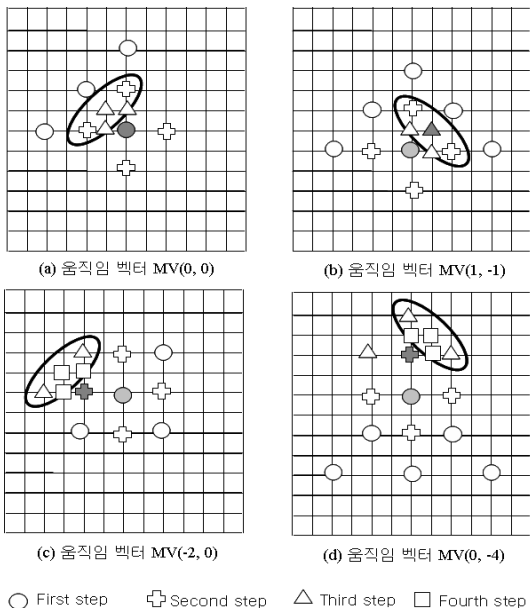 (a) 움직임 벡터 MV(0, 0)
(b) 움직임 벡터 MV(1, -1)
(c) 움직임 벡터 MV(-2, 0)
(d) 움직임 벡터 MV(0, -4)
First step Second step Third step Fourth step